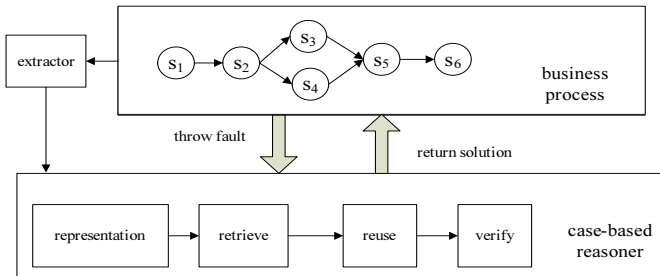 extractor
s1
s2
s3
s4
s5
s6
business
process
throw fault
return solution
representation
retrieve
reuse
verify
case-based
reasoner